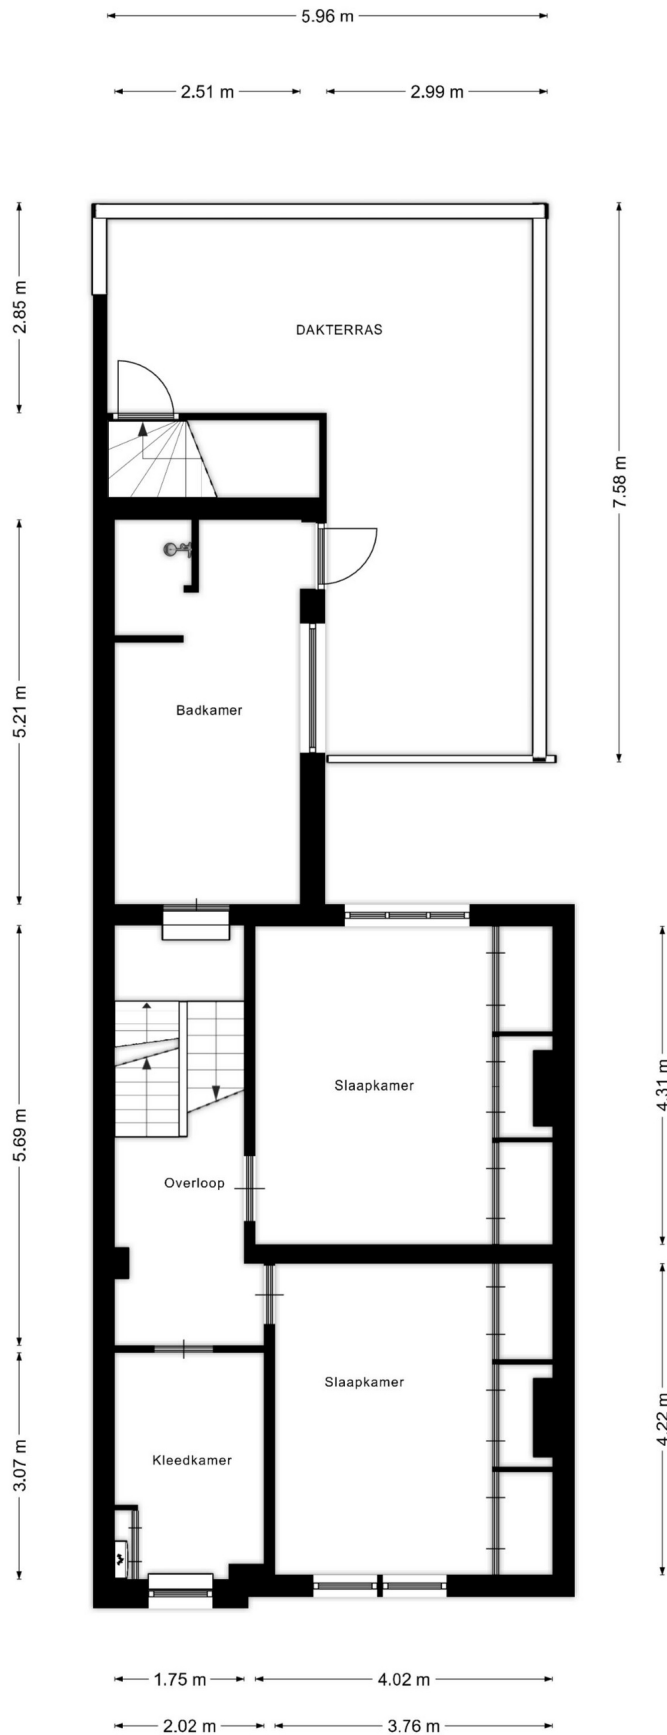 5.96 m
2.51 m
2.99 m
2.85 m
DAKTERRAS
7.58 m
5.21 m
Badkamer
5.69 m
Slaapkamer
4.31 m
Overloop
Slaapkamer
4.22 m
3.07 m
Kleedkamer
1.75 m
4.02 m
2.02 m
3.76 m